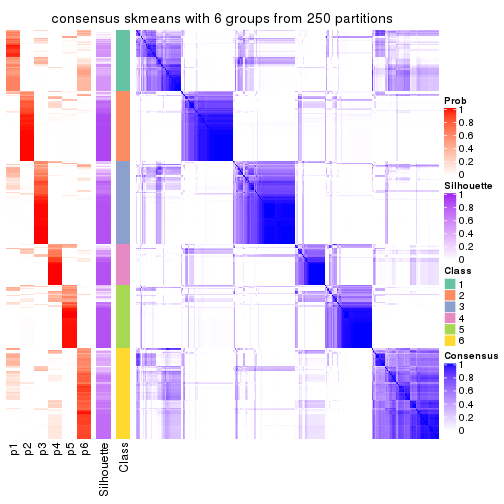 consensus skmeans with 6 groups from 250 partitions
Prob
1
0.8
0.6
0.4
0.2
0
Silhouette
1
0.8
0.6
0.4
0.2
0
Class
1
2
3
4
5
6
Consensus
1
0.8
0.6
0.4
0.2
0
p1
p2
p3
p4
p5
p6
Silhouette
Class